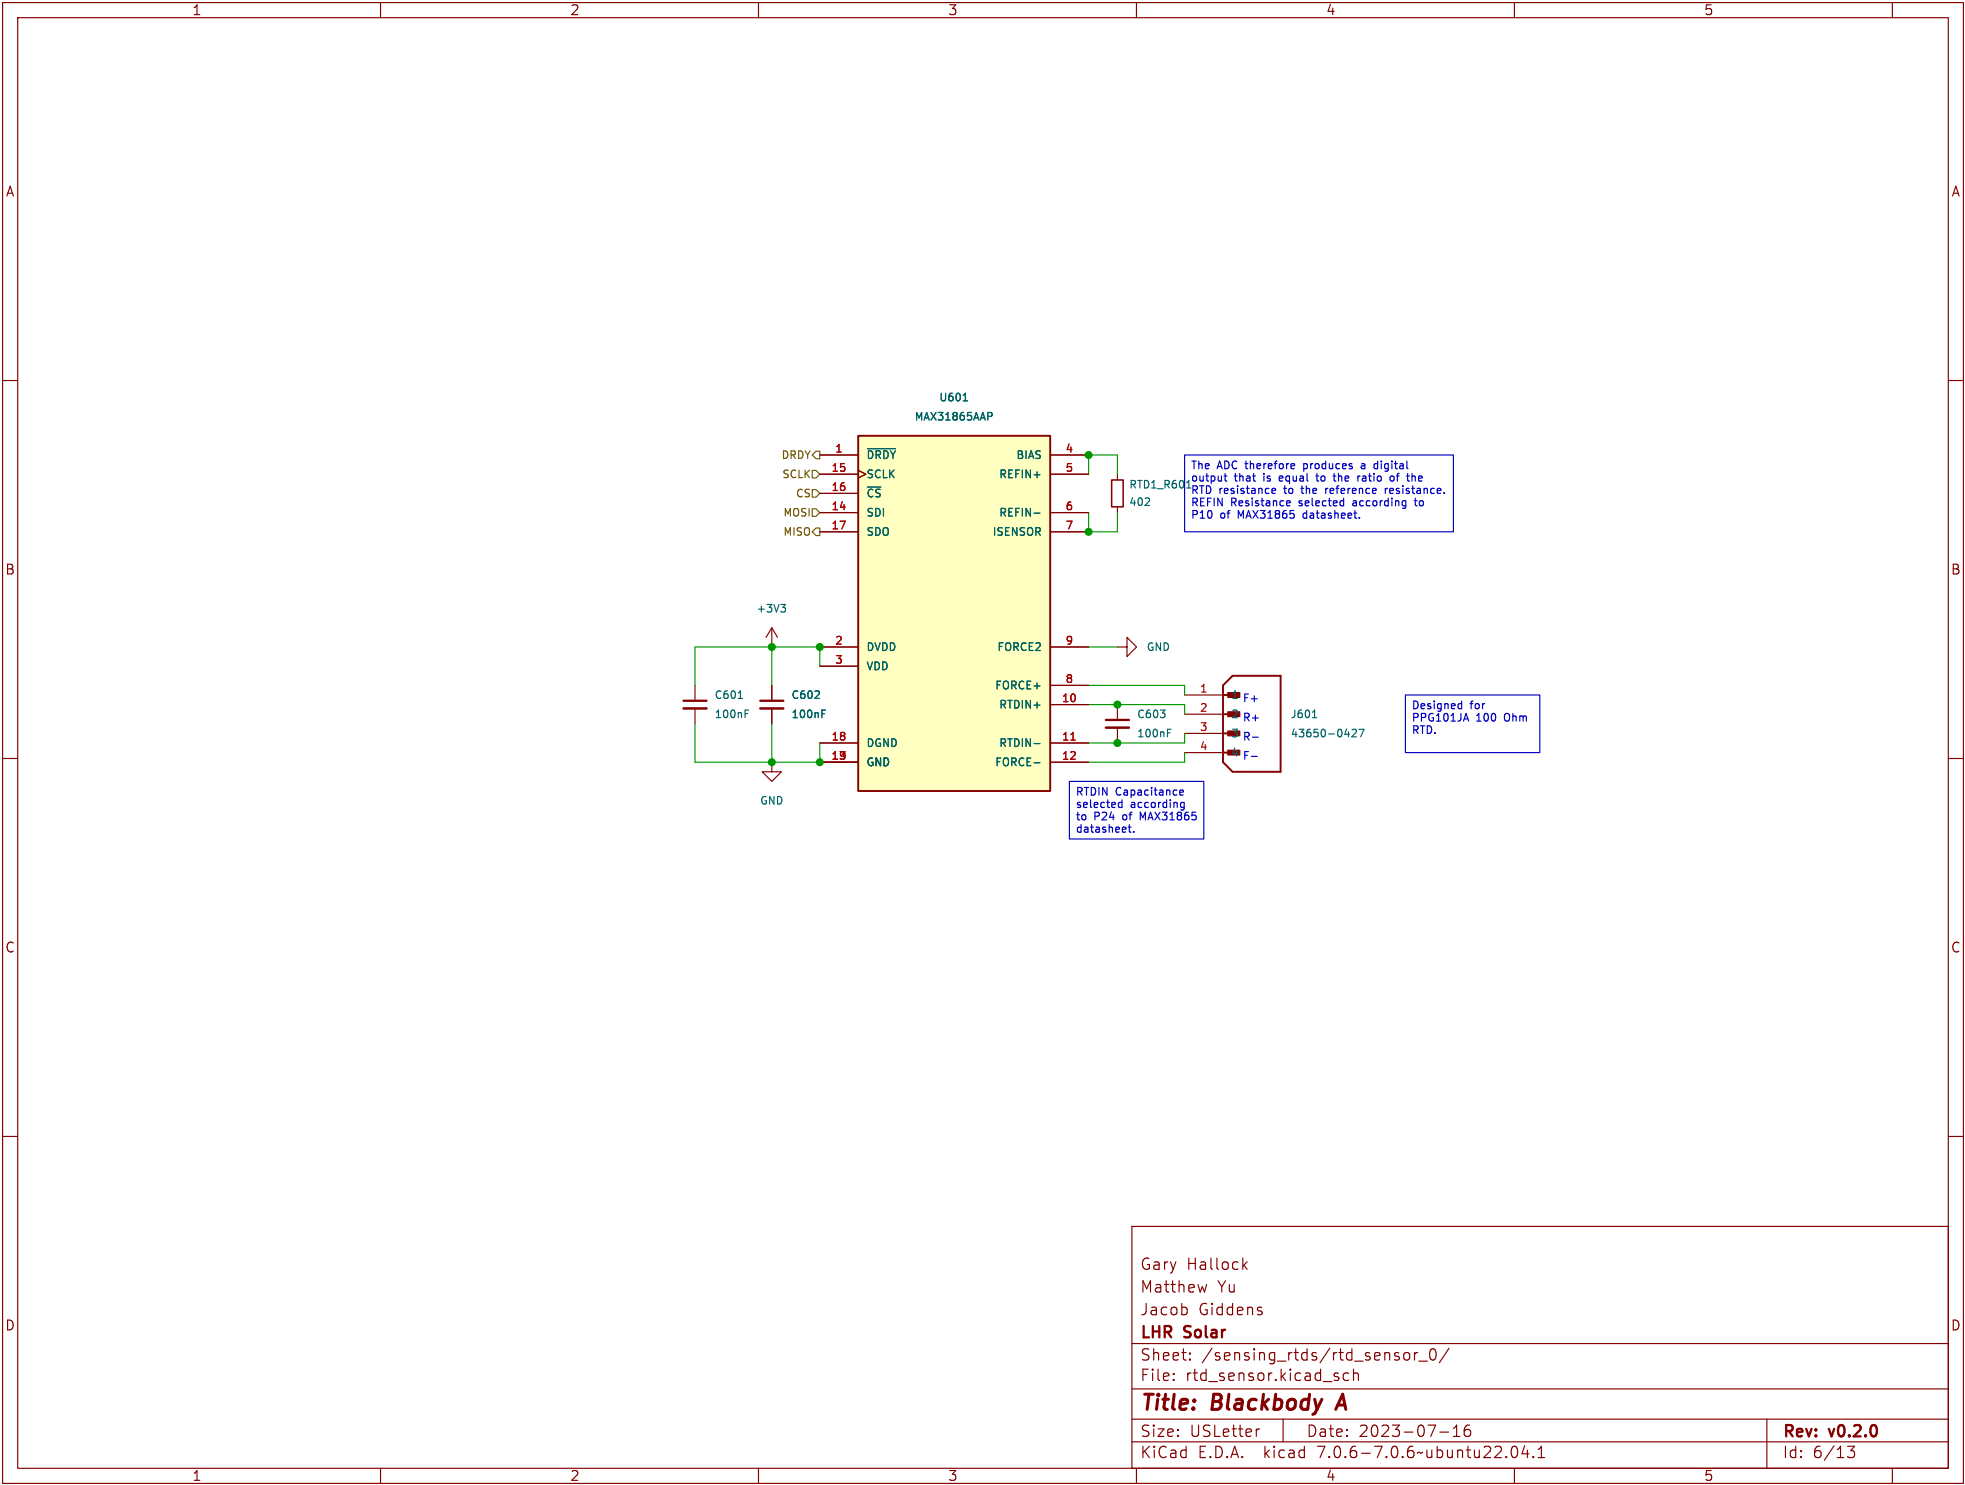 1 2 3 4 5
A A
B B
C C
D D
U601
MAX31865AAP
DRDY 1 DRDY
SCLK 15 SCLK
CS 16 CS
MOSI 14 SDI
MISO 17 SDO
BIAS 4
REFIN+ 5
REFIN- 6
ISENSOR 7
RTD1_R601
402
The ADC therefore produces a digital
output that is equal to the ratio of the
RTD resistance to the reference resistance.
REFIN Resistance selected according to
P10 of MAX31865 datasheet.
+3V3
2 DVDD
3 VDD
C601
100nF
C602
100nF
18 DGND
19 GND
GND
FORCE2 9 GND
FORCE+ 8
RTDIN+ 10
RTDIN- 11
FORCE- 12
C603
100nF
1 F+
2 R+
3 R-
4 F-
J601
43650-0427
Designed for
PPG101JA 100 Ohm
RTD.
RTDIN Capacitance
selected according
to P24 of MAX31865
datasheet.
Gary Hallock
Matthew Yu
Jacob Giddens
LHR Solar
Sheet: /sensing_rtds/rtd_sensor_0/
File: rtd_sensor.kicad_sch
Title: Blackbody A
Size: USLetter Date: 2023-07-16 Rev: v0.2.0
KiCad E.D.A. kicad 7.0.6-7.0.6~ubuntu22.04.1 Id: 6/13
1 2 3 4 5